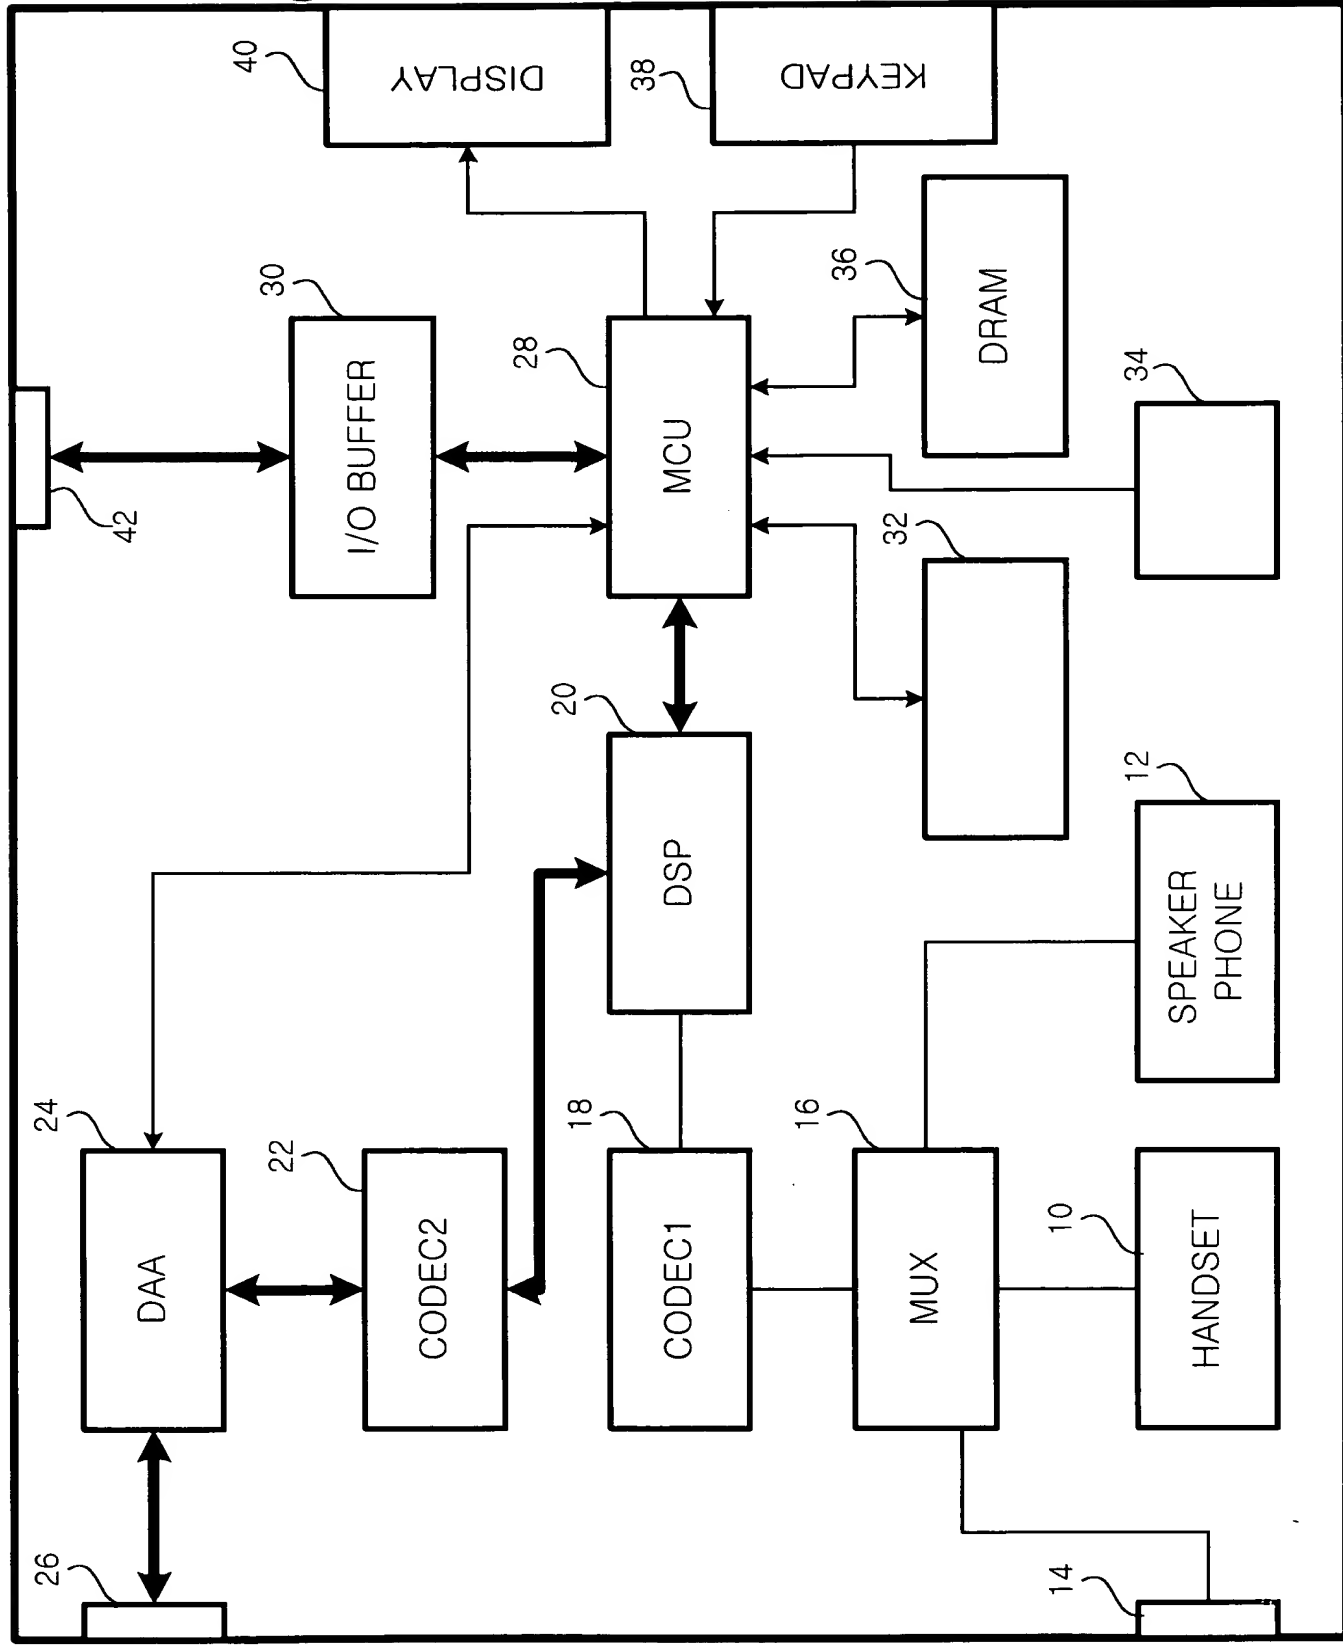 26
24
DAA
22
CODEC2
42
30
I/O BUFFER
40
DISPLAY
18
CODEC1
20
DSP
28
MCU
38
KEYPAD
16
MUX
32
36
DRAM
14
10
HANDSET
12
SPEAKER
PHONE
34